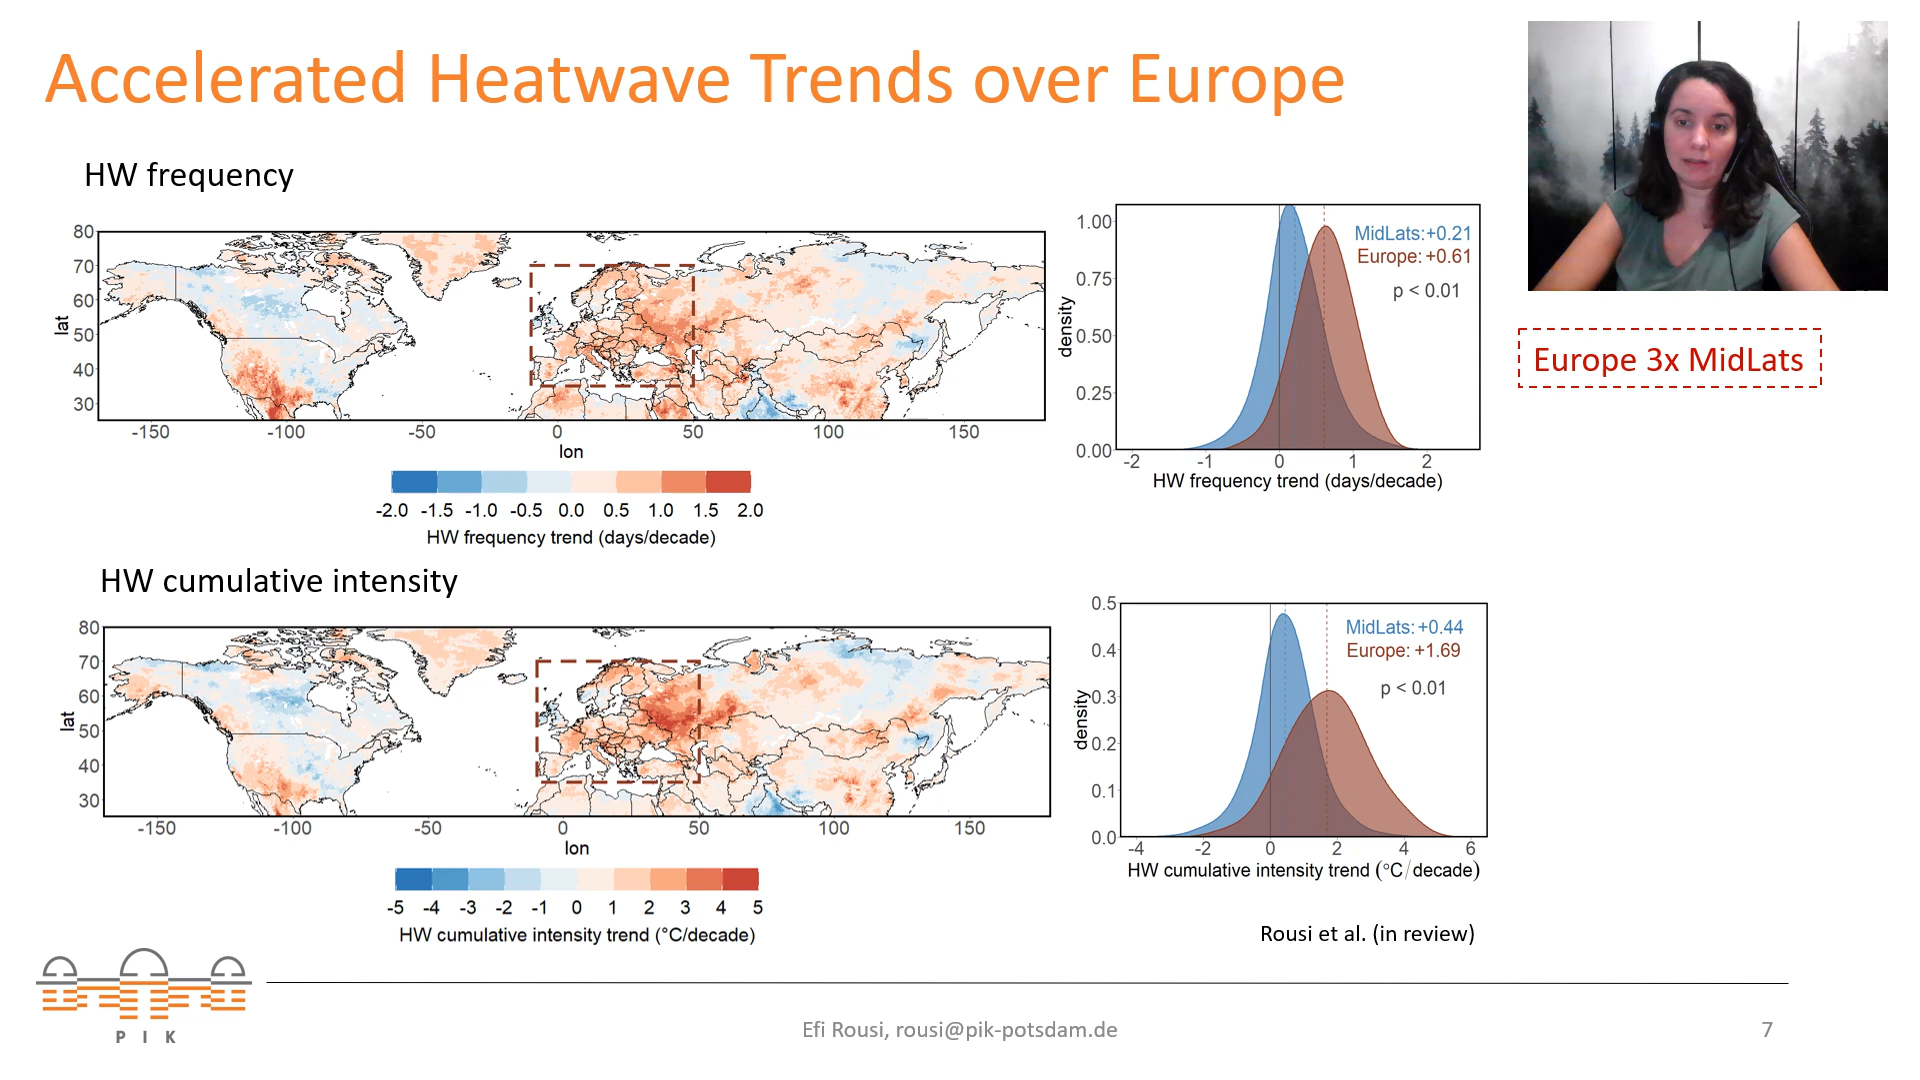 Accelerated Heatwave Trends over Europe
HW frequency
80
70
60
50
40
30
lat
-150 -100 -50 0 50 100 150
lon
-2.0 -1.5 -1.0 -0.5 0.0 0.5 1.0 1.5 2.0
HW frequency trend (days/decade)
1.00
0.75
0.50
0.25
0.00
density
MidLats:+0.21
Europe: +0.61
p < 0.01
-2 -1 0 1 2
HW frequency trend (days/decade)
Europe 3x MidLats
HW cumulative intensity
80
70
60
50
40
30
lat
-150 -100 -50 0 50 100 150
lon
-5 -4 -3 -2 -1 0 1 2 3 4 5
HW cumulative intensity trend (°C/decade)
0.5
0.4
0.3
0.2
0.1
0.0
density
MidLats: +0.44
Europe: +1.69
p < 0.01
-4 -2 0 2 4 6
HW cumulative intensity trend (°C/decade)
Rousi et al. (in review)
P I K
Efi Rousi, rousi@pik-potsdam.de
7